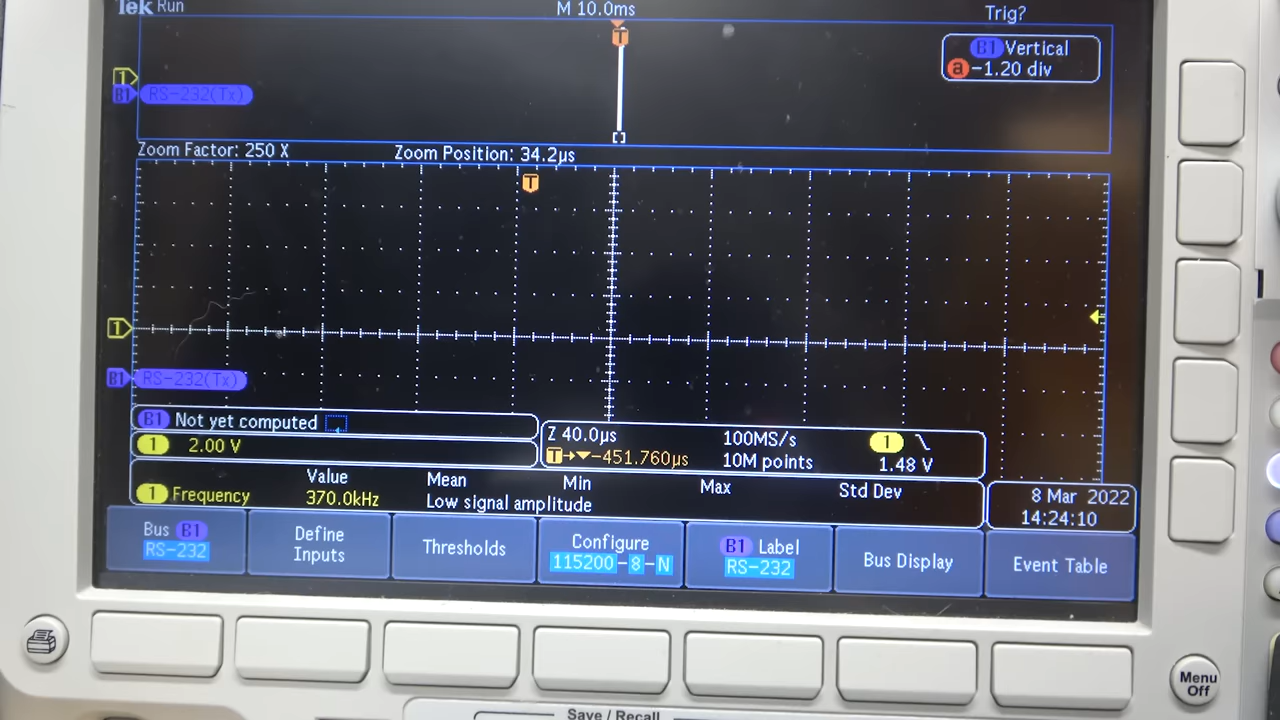 Tek Run
M 10.0ms
Trig?
T
B1 Vertical
a -1.20 div
1
B1 RS-232(Tx)
Zoom Factor: 250 X
Zoom Position: 34.2µs
T
1
B1 RS-232(Tx)
B1 Not yet computed
1 2.00 V
Z 40.0µs
T→▼-451.760µs
100MS/s
10M points
1 \
1.48 V
Value Mean Min Max Std Dev
1 Frequency 370.0kHz Low signal amplitude
8 Mar 2022
14:24:10
Bus B1
RS-232
Define
Inputs
Thresholds
Configure
115200-8-N
B1 Label
RS-232
Bus Display
Event Table
Menu
Off
Save / Recall